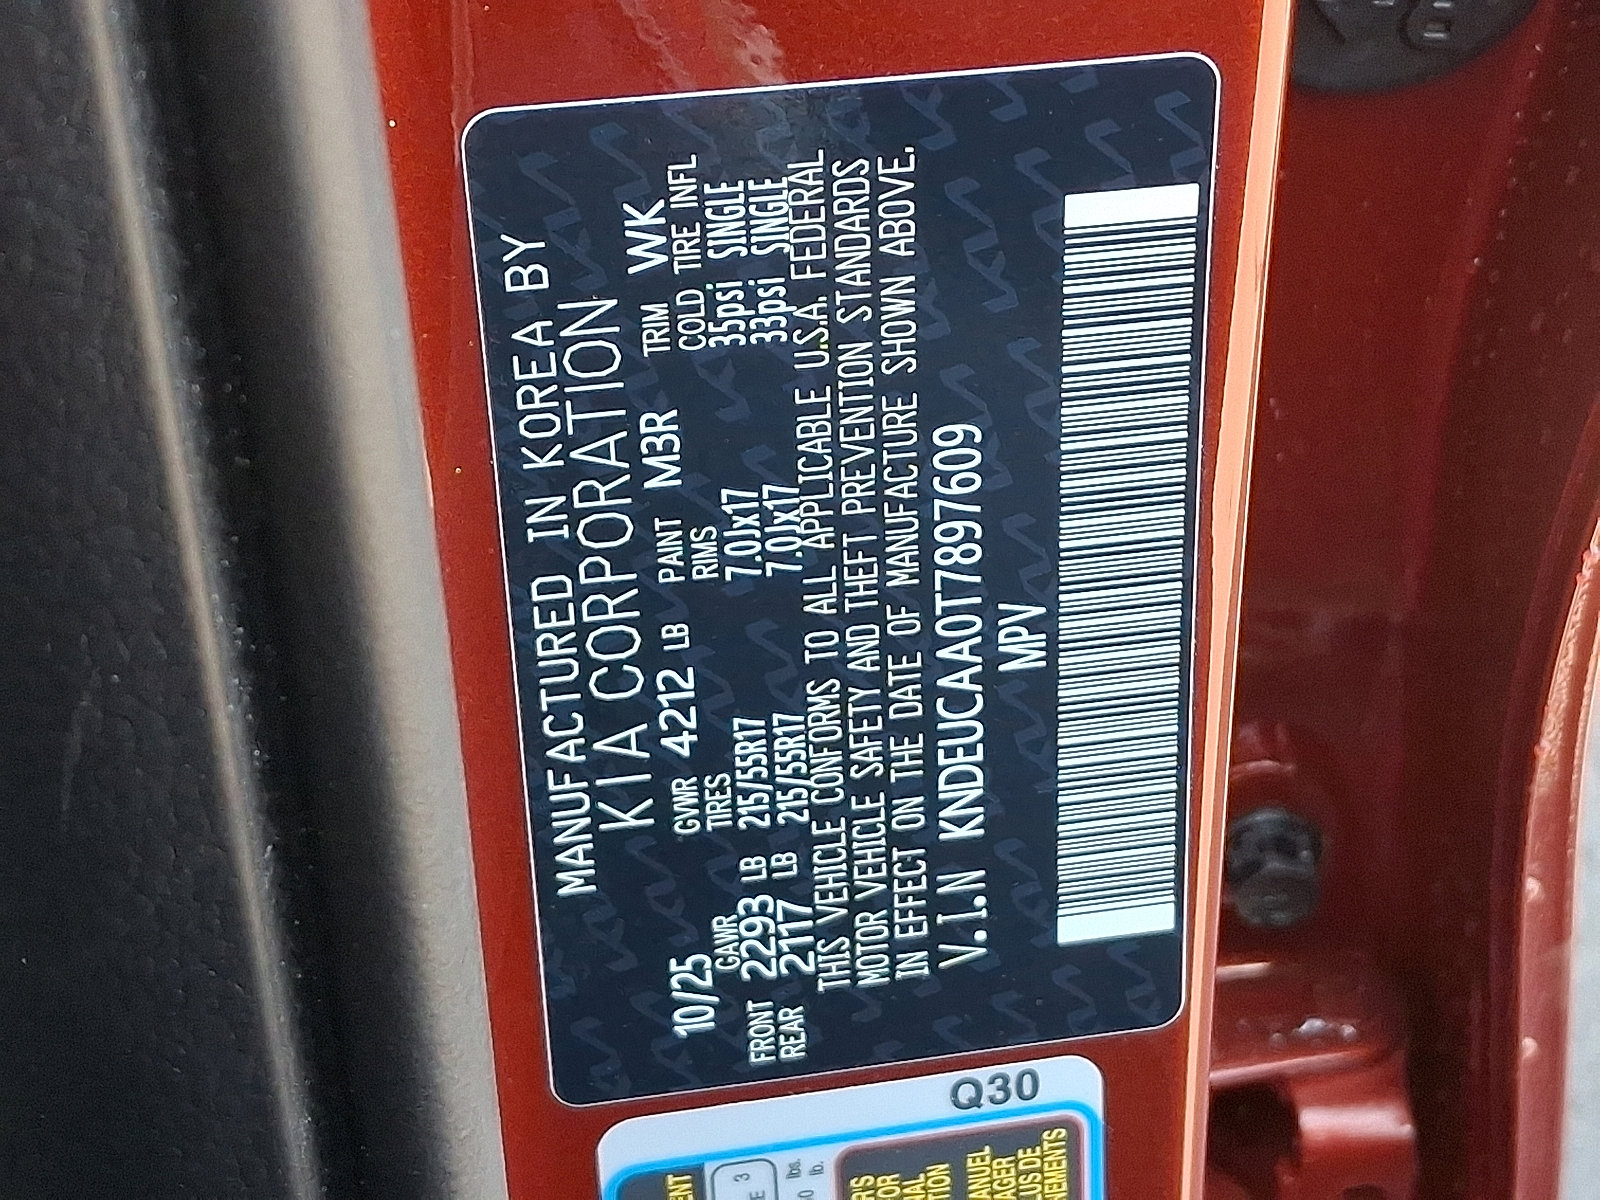 MANUFACTURED IN KOREA BY
KIA CORPORATION
10/25 GVWR 4212 LB PAINT M3R TRIM WK
GAWR TIRES RIMS COLD TIRE INFL
FRONT 2293 LB 215/55R17 7.0Jx17 35psi SINGLE
REAR 2117 LB 215/55R17 7.0Jx17 33psi SINGLE
THIS VEHICLE CONFORMS TO ALL APPLICABLE U.S.A. FEDERAL
MOTOR VEHICLE SAFETY AND THEFT PREVENTION STANDARDS
IN EFFECT ON THE DATE OF MANUFACTURE SHOWN ABOVE.
V.I.N KNDEUCAA0T7897609
MPV
Q30
3
lbs.
lb.